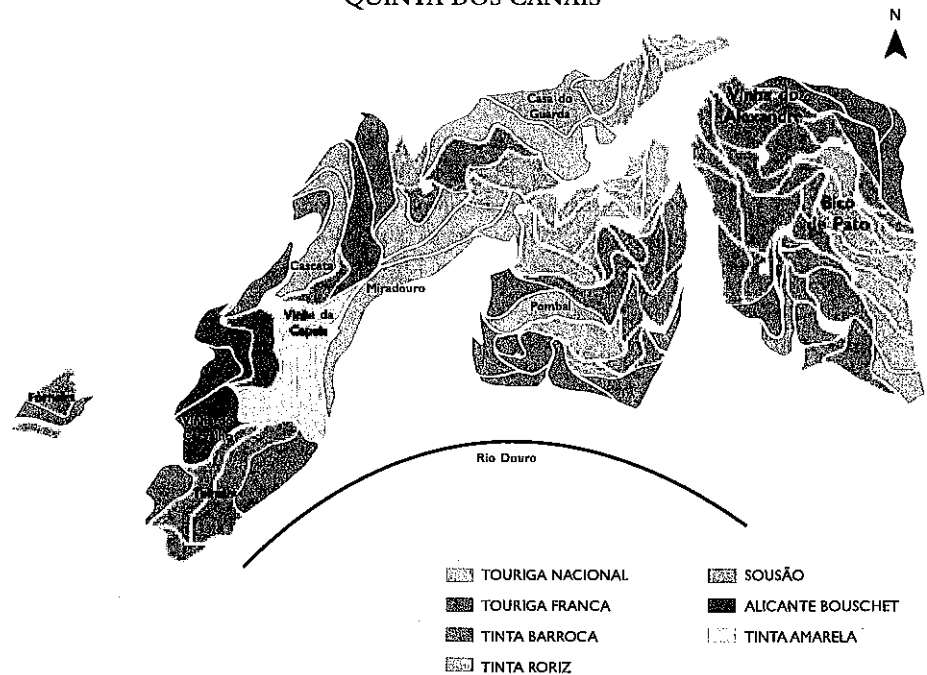 QUINTA DOS CANAIS
N
Casa do
Guarda
Vinha do
Alexandre
Bico
de Pato
Cascata
Miradouro
Vinha da
Capela
Pombal
Rio Douro
TOURIGA NACIONAL
TOURIGA FRANCA
TINTA BARROCA
TINTA RORIZ
SOUSÃO
ALICANTE BOUSCHET
TINTA AMARELA